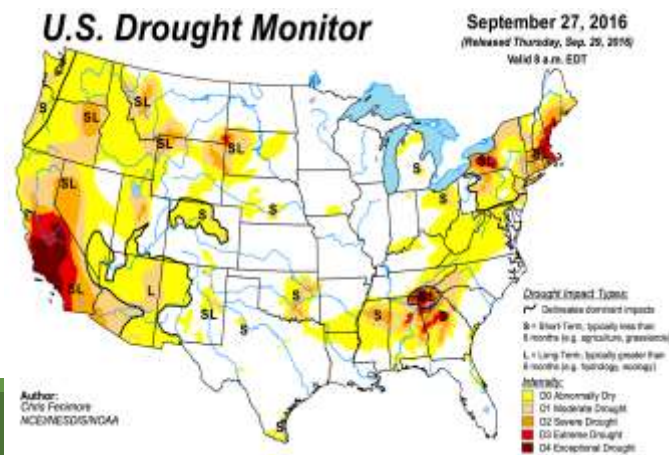 U.S. Drought Monitor
September 27, 2016
(Released Thursday, Sep. 29, 2016)
Valid 8 a.m. EDT
S
SL
SL
SL
SL
SL
S
S
L
SL
SL
S
S
S
S
S
S
S
SL
SL
SL
S
Drought Impact Types:
Delineates dominant impacts
S = Short-Term, typically less than
6 months (e.g. agriculture, grasslands)
L = Long-Term, typically greater than
6 months (e.g. hydrology, ecology)
Intensity:
D0 Abnormally Dry
D1 Moderate Drought
D2 Severe Drought
D3 Extreme Drought
D4 Exceptional Drought
Author:
Chris Fenimore
NCEI/NESDIS/NOAA